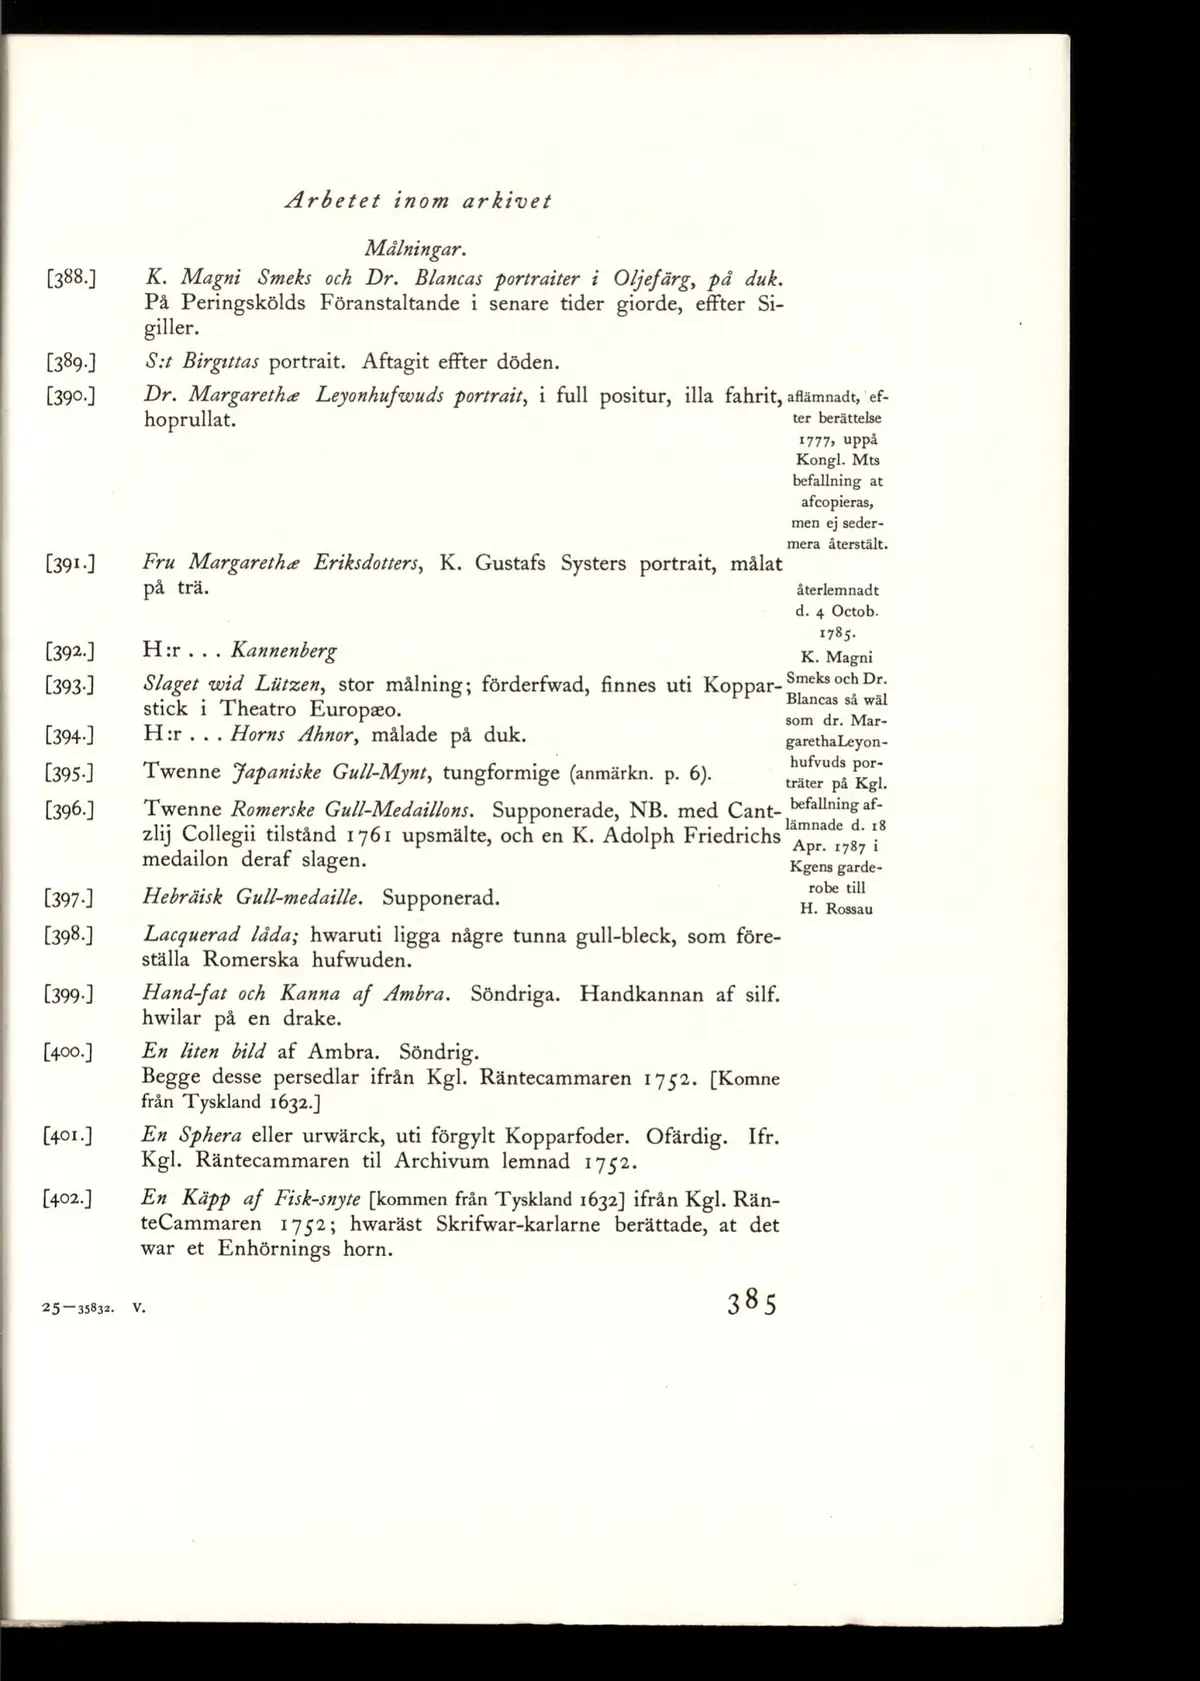 Arbetet inom arkivet
Målningar.
[388.] K. Magni Smeks och Dr. Blancas portraiter i Oljefärg, på duk.
På Peringskölds Föranstaltande i senare tider giorde, effter Si-
giller.
[389.] S:t Birgittas portrait. Aftagit effter döden.
[390.] Dr. Margarethæ Leyonhufwuds portrait, i full positur, illa fahrit,
hoprullat.
aflämnadt, ef-
ter berättelse
1777, uppå
Kongl. Mts
befallning at
afcopieras,
men ej seder-
mera återstält.
[391.] Fru Margarethæ Eriksdotters, K. Gustafs Systers portrait, målat
på trä.
återlemnadt
d. 4 Octob.
1785.
[392.] H:r . . . Kannenberg
[393.] Slaget wid Lützen, stor målning; förderfwad, finnes uti Koppar-
stick i Theatro Europæo.
[394.] H:r . . . Horns Ahnor, målade på duk.
[395.] Twenne Japaniske Gull-Mynt, tungformige (anmärkn. p. 6).
[396.] Twenne Romerske Gull-Medaillons. Supponerade, NB. med Cant-
zlij Collegii tilstånd 1761 upsmälte, och en K. Adolph Friedrichs
medailon deraf slagen.
K. Magni
Smeks och Dr.
Blancas så wäl
som dr. Mar-
garethaLeyon-
hufvuds por-
träter på Kgl.
befallning af-
lämnade d. 18
Apr. 1787 i
Kgens garde-
robe till
H. Rossau
[397.] Hebräisk Gull-medaille. Supponerad.
[398.] Lacquerad låda; hwaruti ligga någre tunna gull-bleck, som före-
ställa Romerska hufwuden.
[399.] Hand-fat och Kanna af Ambra. Söndriga. Handkannan af silf.
hwilar på en drake.
[400.] En liten bild af Ambra. Söndrig.
Begge desse persedlar ifrån Kgl. Räntecammaren 1752. [Komne
från Tyskland 1632.]
[401.] En Sphera eller urwärck, uti förgylt Kopparfoder. Ofärdig. Ifr.
Kgl. Räntecammaren til Archivum lemnad 1752.
[402.] En Käpp af Fisk-snyte [kommen från Tyskland 1632] ifrån Kgl. Rän-
teCammaren 1752; hwaräst Skrifwar-karlarne berättade, at det
war et Enhörnings horn.
25—35832. V.
385